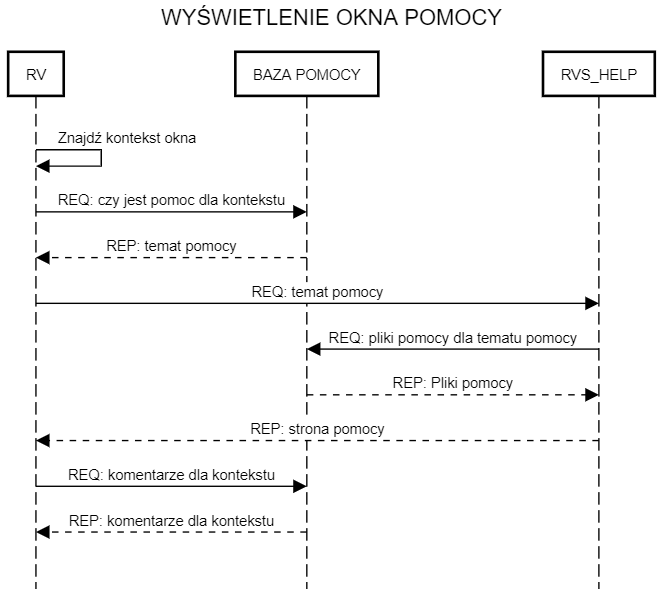 WYŚWIETLENIE OKNA POMOCY
RV
BAZA POMOCY
RVS_HELP
Znajdź kontekst okna
REQ: czy jest pomoc dla kontekstu
REP: temat pomocy
REQ: temat pomocy
REQ: pliki pomocy dla tematu pomocy
REP: Pliki pomocy
REP: strona pomocy
REQ: komentarze dla kontekstu
REP: komentarze dla kontekstu